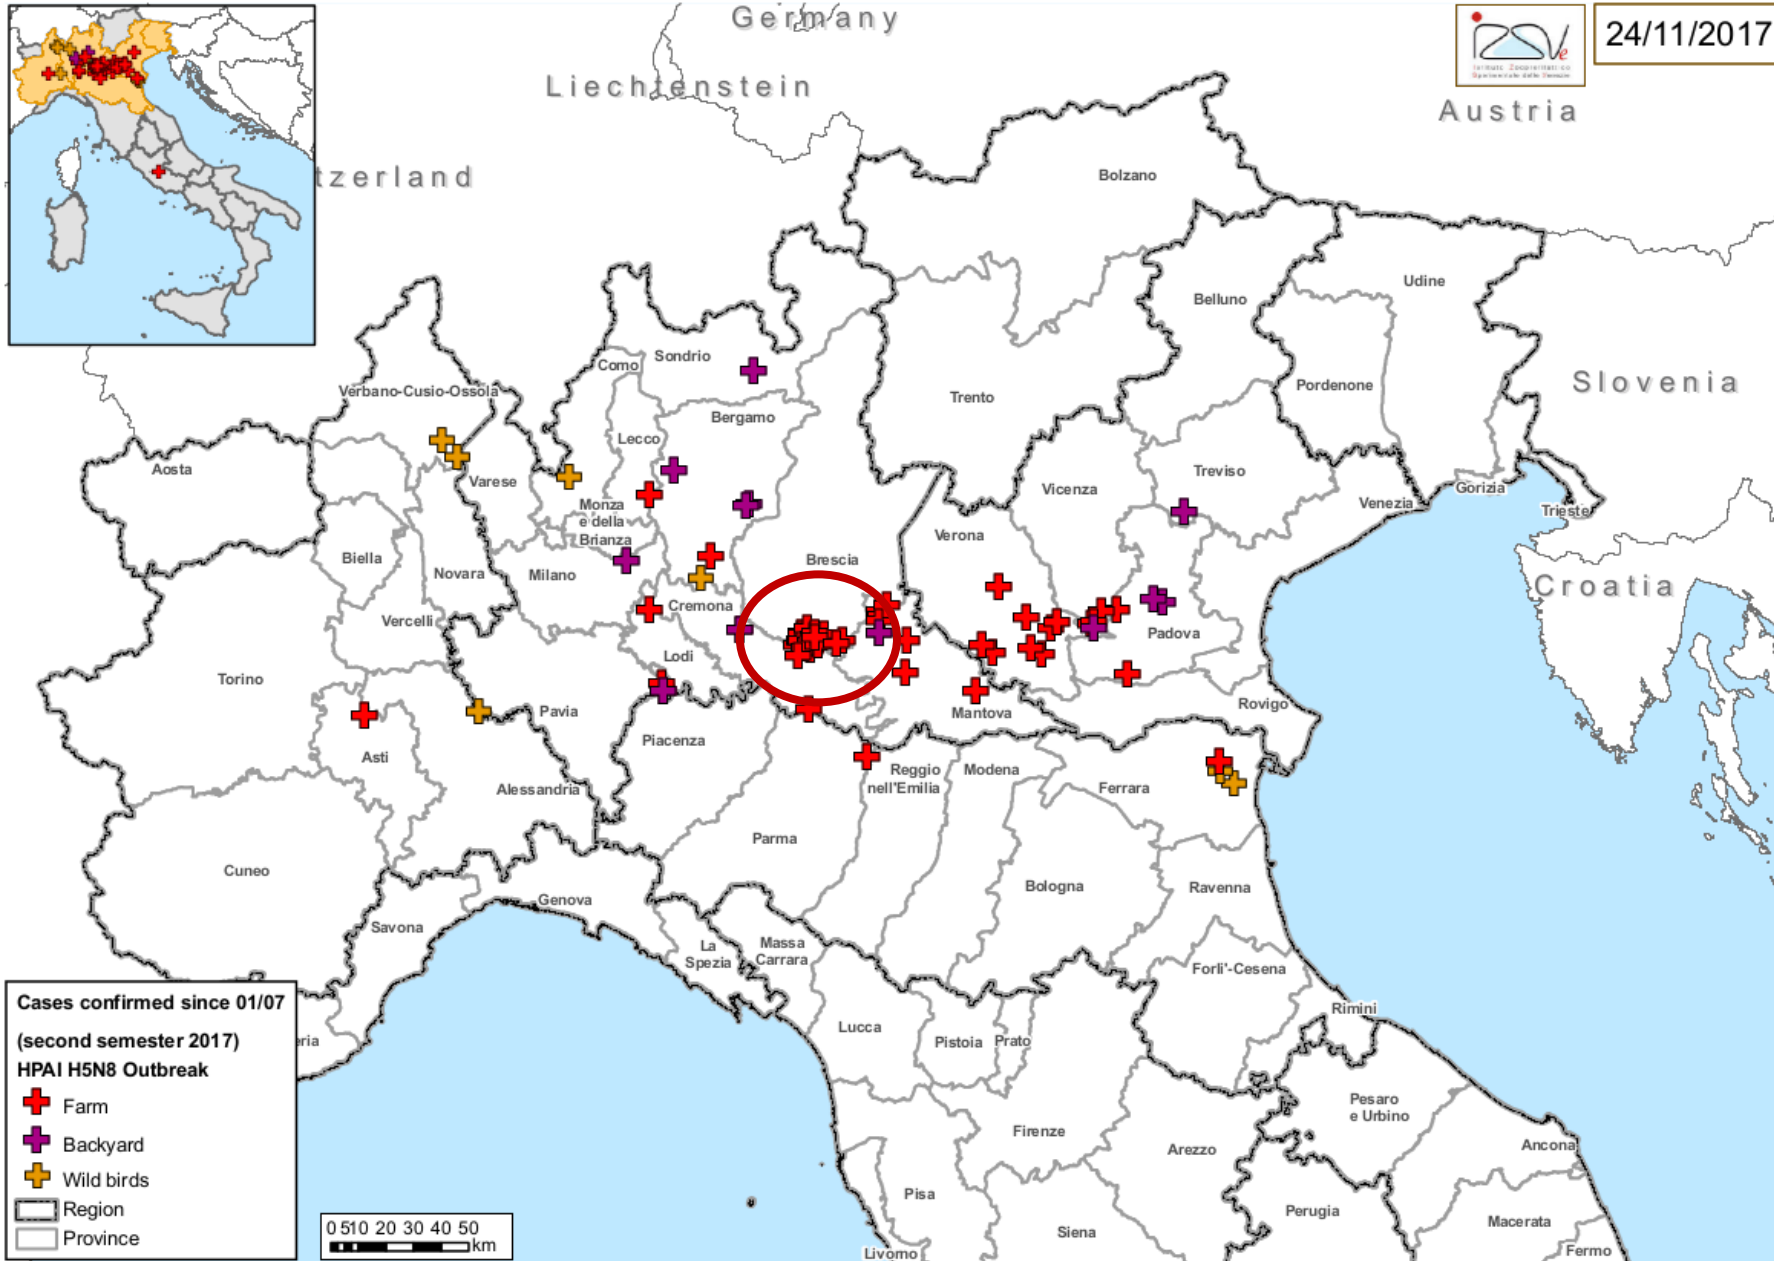 Germany
24/11/2017
Liechtenstein
Austria
tzerland
Bolzano
Udine
Belluno
Sondrio
Como
Slovenia
Pordenone
Verbano-Cusio-Ossola
Trento
Bergamo
Lecco
Aosta
Varese
Treviso
Vicenza
Gorizia
Venezia
Trieste
Monza
e della
Brianza
Verona
Biella
Brescia
Novara
Milano
Croatia
Cremona
Vercelli
Padova
Lodi
Torino
Rovigo
Pavia
Mantova
Piacenza
Asti
Reggio
nell'Emilia
Modena
Alessandria
Ferrara
Parma
Cuneo
Bologna
Ravenna
Genova
Savona
La
Spezia
Massa
Carrara
Forli'-Cesena
Cases confirmed since 01/07
(second semester 2017)
HPAI H5N8 Outbreak
Farm
Backyard
Wild birds
Region
Province
eria
Rimini
Lucca
Pistoia
Prato
Pesaro
e Urbino
Firenze
Arezzo
Ancona
Pisa
Perugia
Macerata
Siena
Livorno
Fermo
0 510 20 30 40 50
km